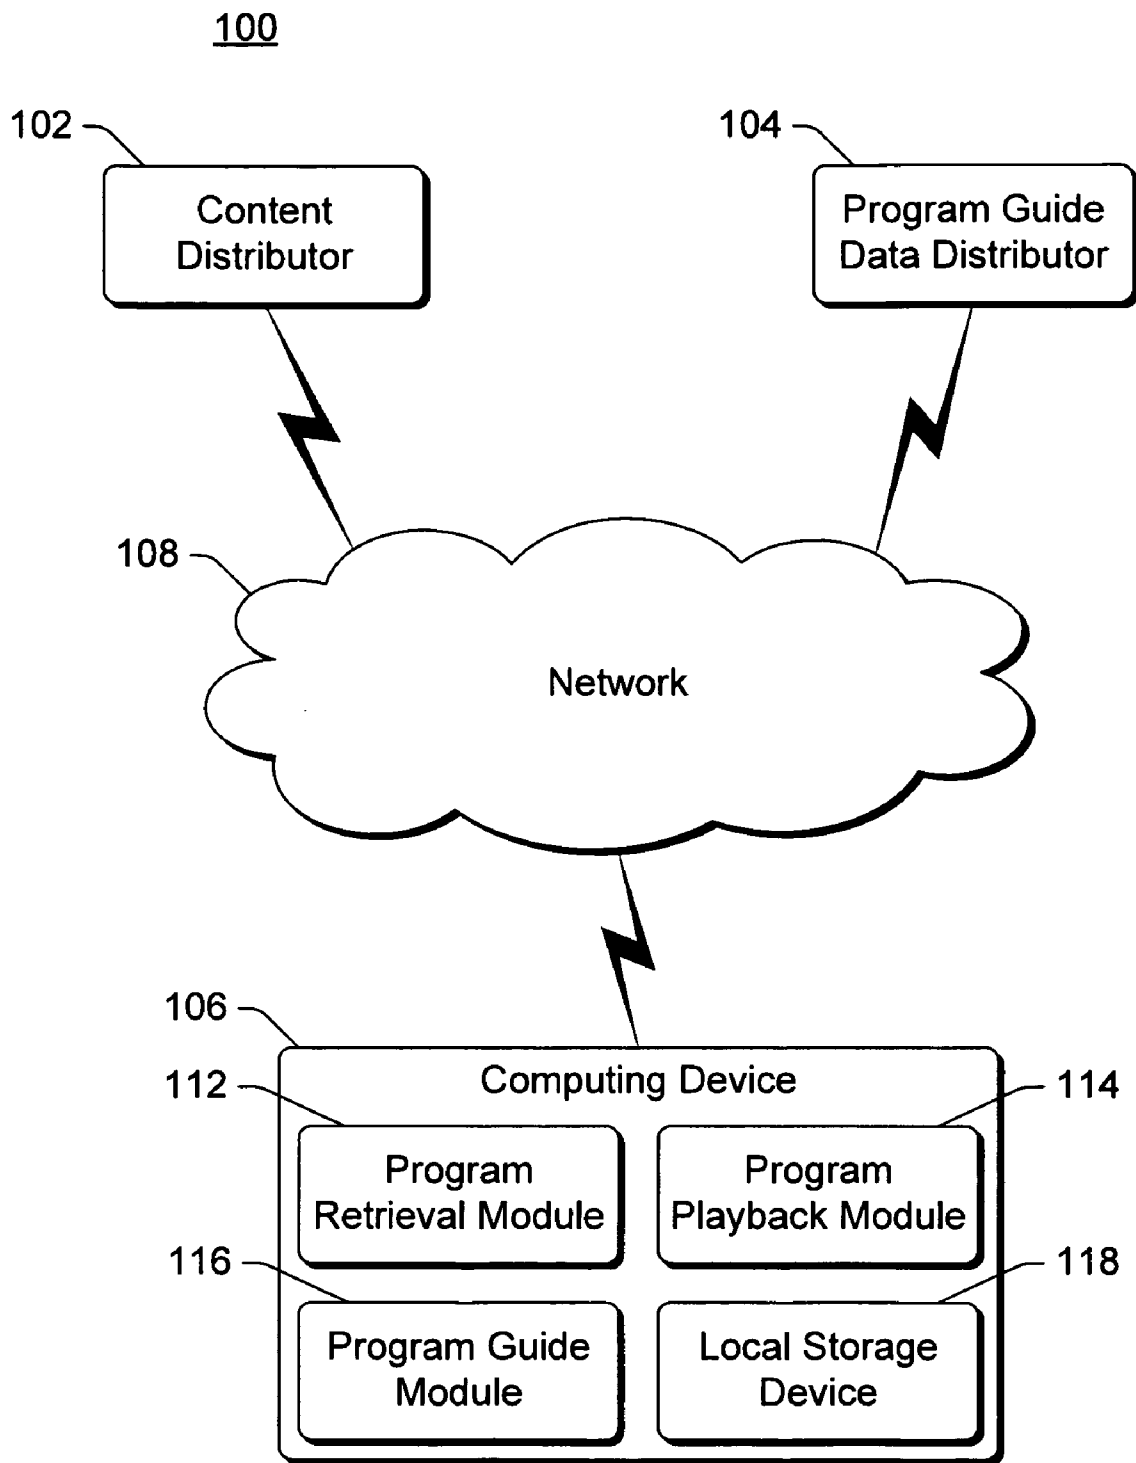 100
102
104
Content
Distributor
Program Guide
Data Distributor
108
Network
106
Computing Device
112
114
Program
Retrieval Module
Program
Playback Module
116
118
Program Guide
Module
Local Storage
Device